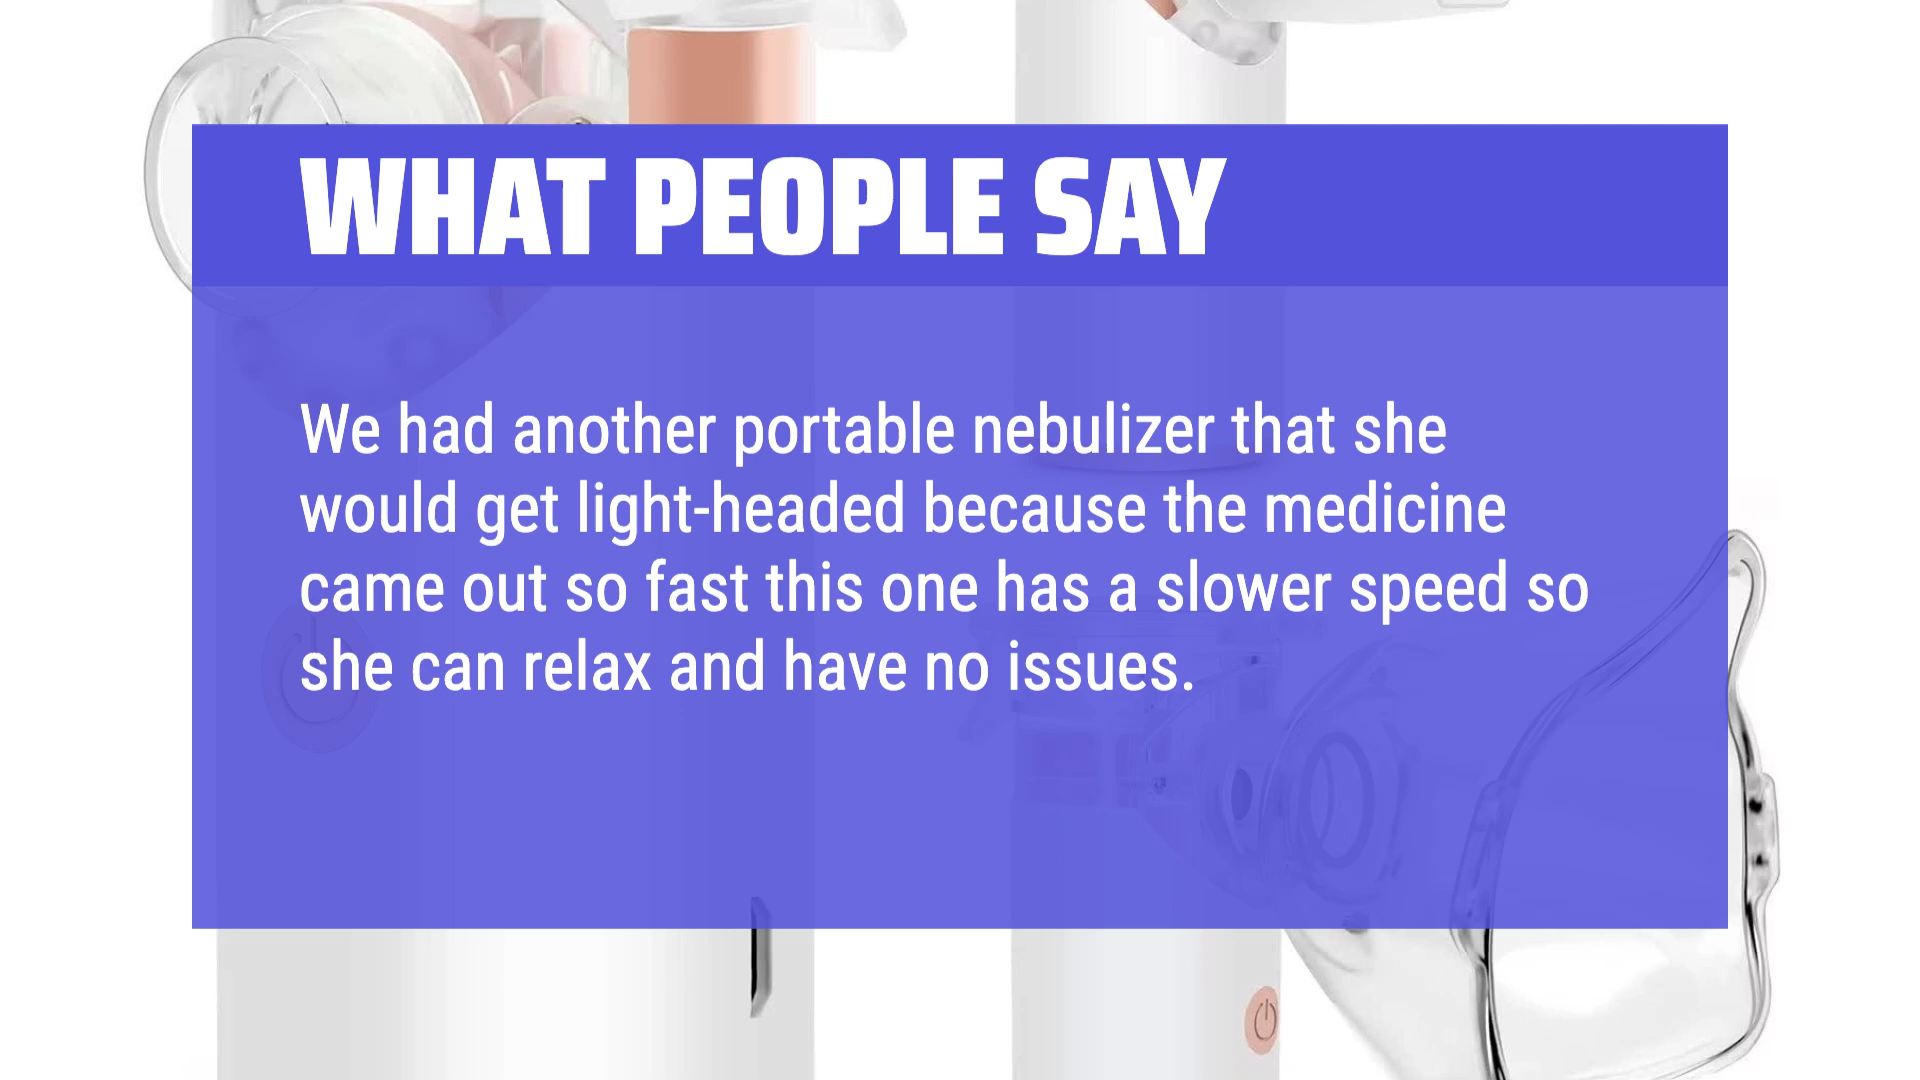 WHAT PEOPLE SAY
We had another portable nebulizer that she
would get light-headed because the medicine
came out so fast this one has a slower speed so
she can relax and have no issues.